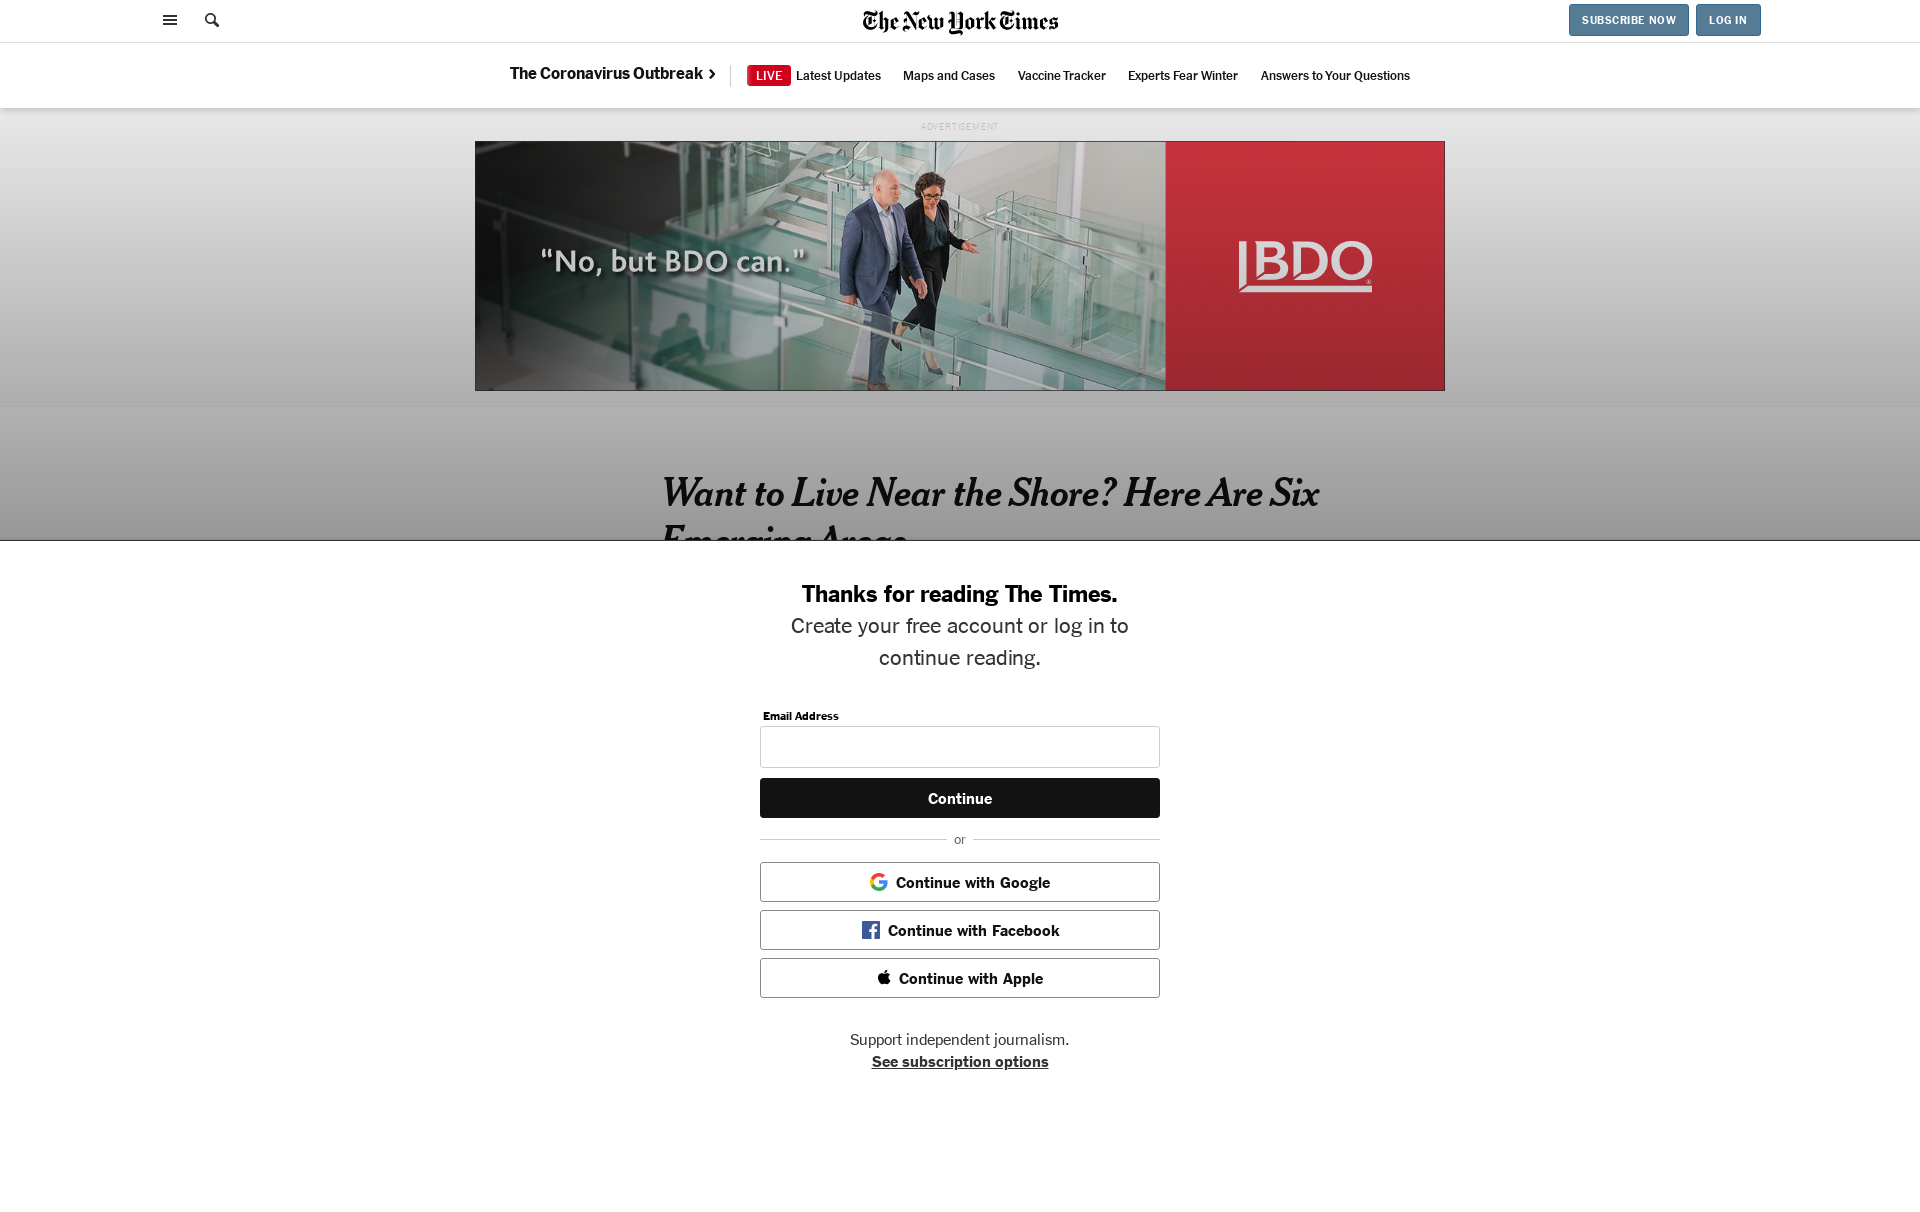 The New York Times
SUBSCRIBE NOW
LOG IN
The Coronavirus Outbreak
LIVE Latest Updates
Maps and Cases
Vaccine Tracker
Experts Fear Winter
Answers to Your Questions
ADVERTISEMENT
“No, but BDO can.”
BDO®
Want to Live Near the Shore? Here Are Six
Emerging Areas
Thanks for reading The Times.
Create your free account or log in to
continue reading.
Email Address
Continue
or
Continue with Google
Continue with Facebook
Continue with Apple
Support independent journalism.
See subscription options